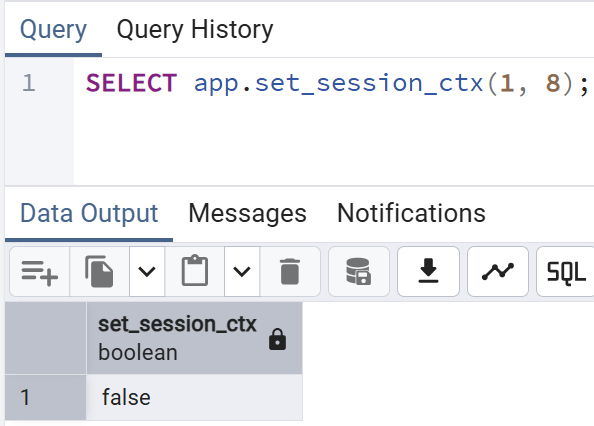 Query Query History
1 SELECT app.set_session_ctx(1, 8);
Data Output Messages Notifications
SQL
set_session_ctx
boolean
1 false